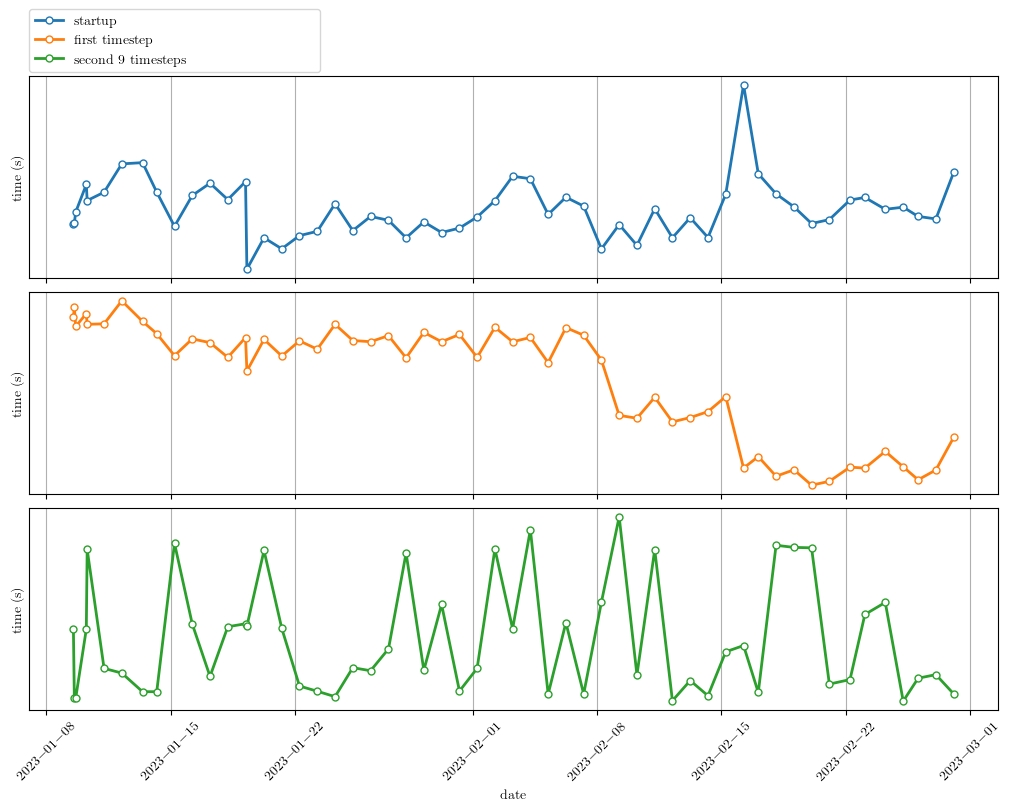 startup
first timestep
second 9 timesteps
time (s)
time (s)
time (s)
2023−01−08
2023−01−15
2023−01−22
2023−02−01
2023−02−08
2023−02−15
2023−02−22
2023−03−01
date